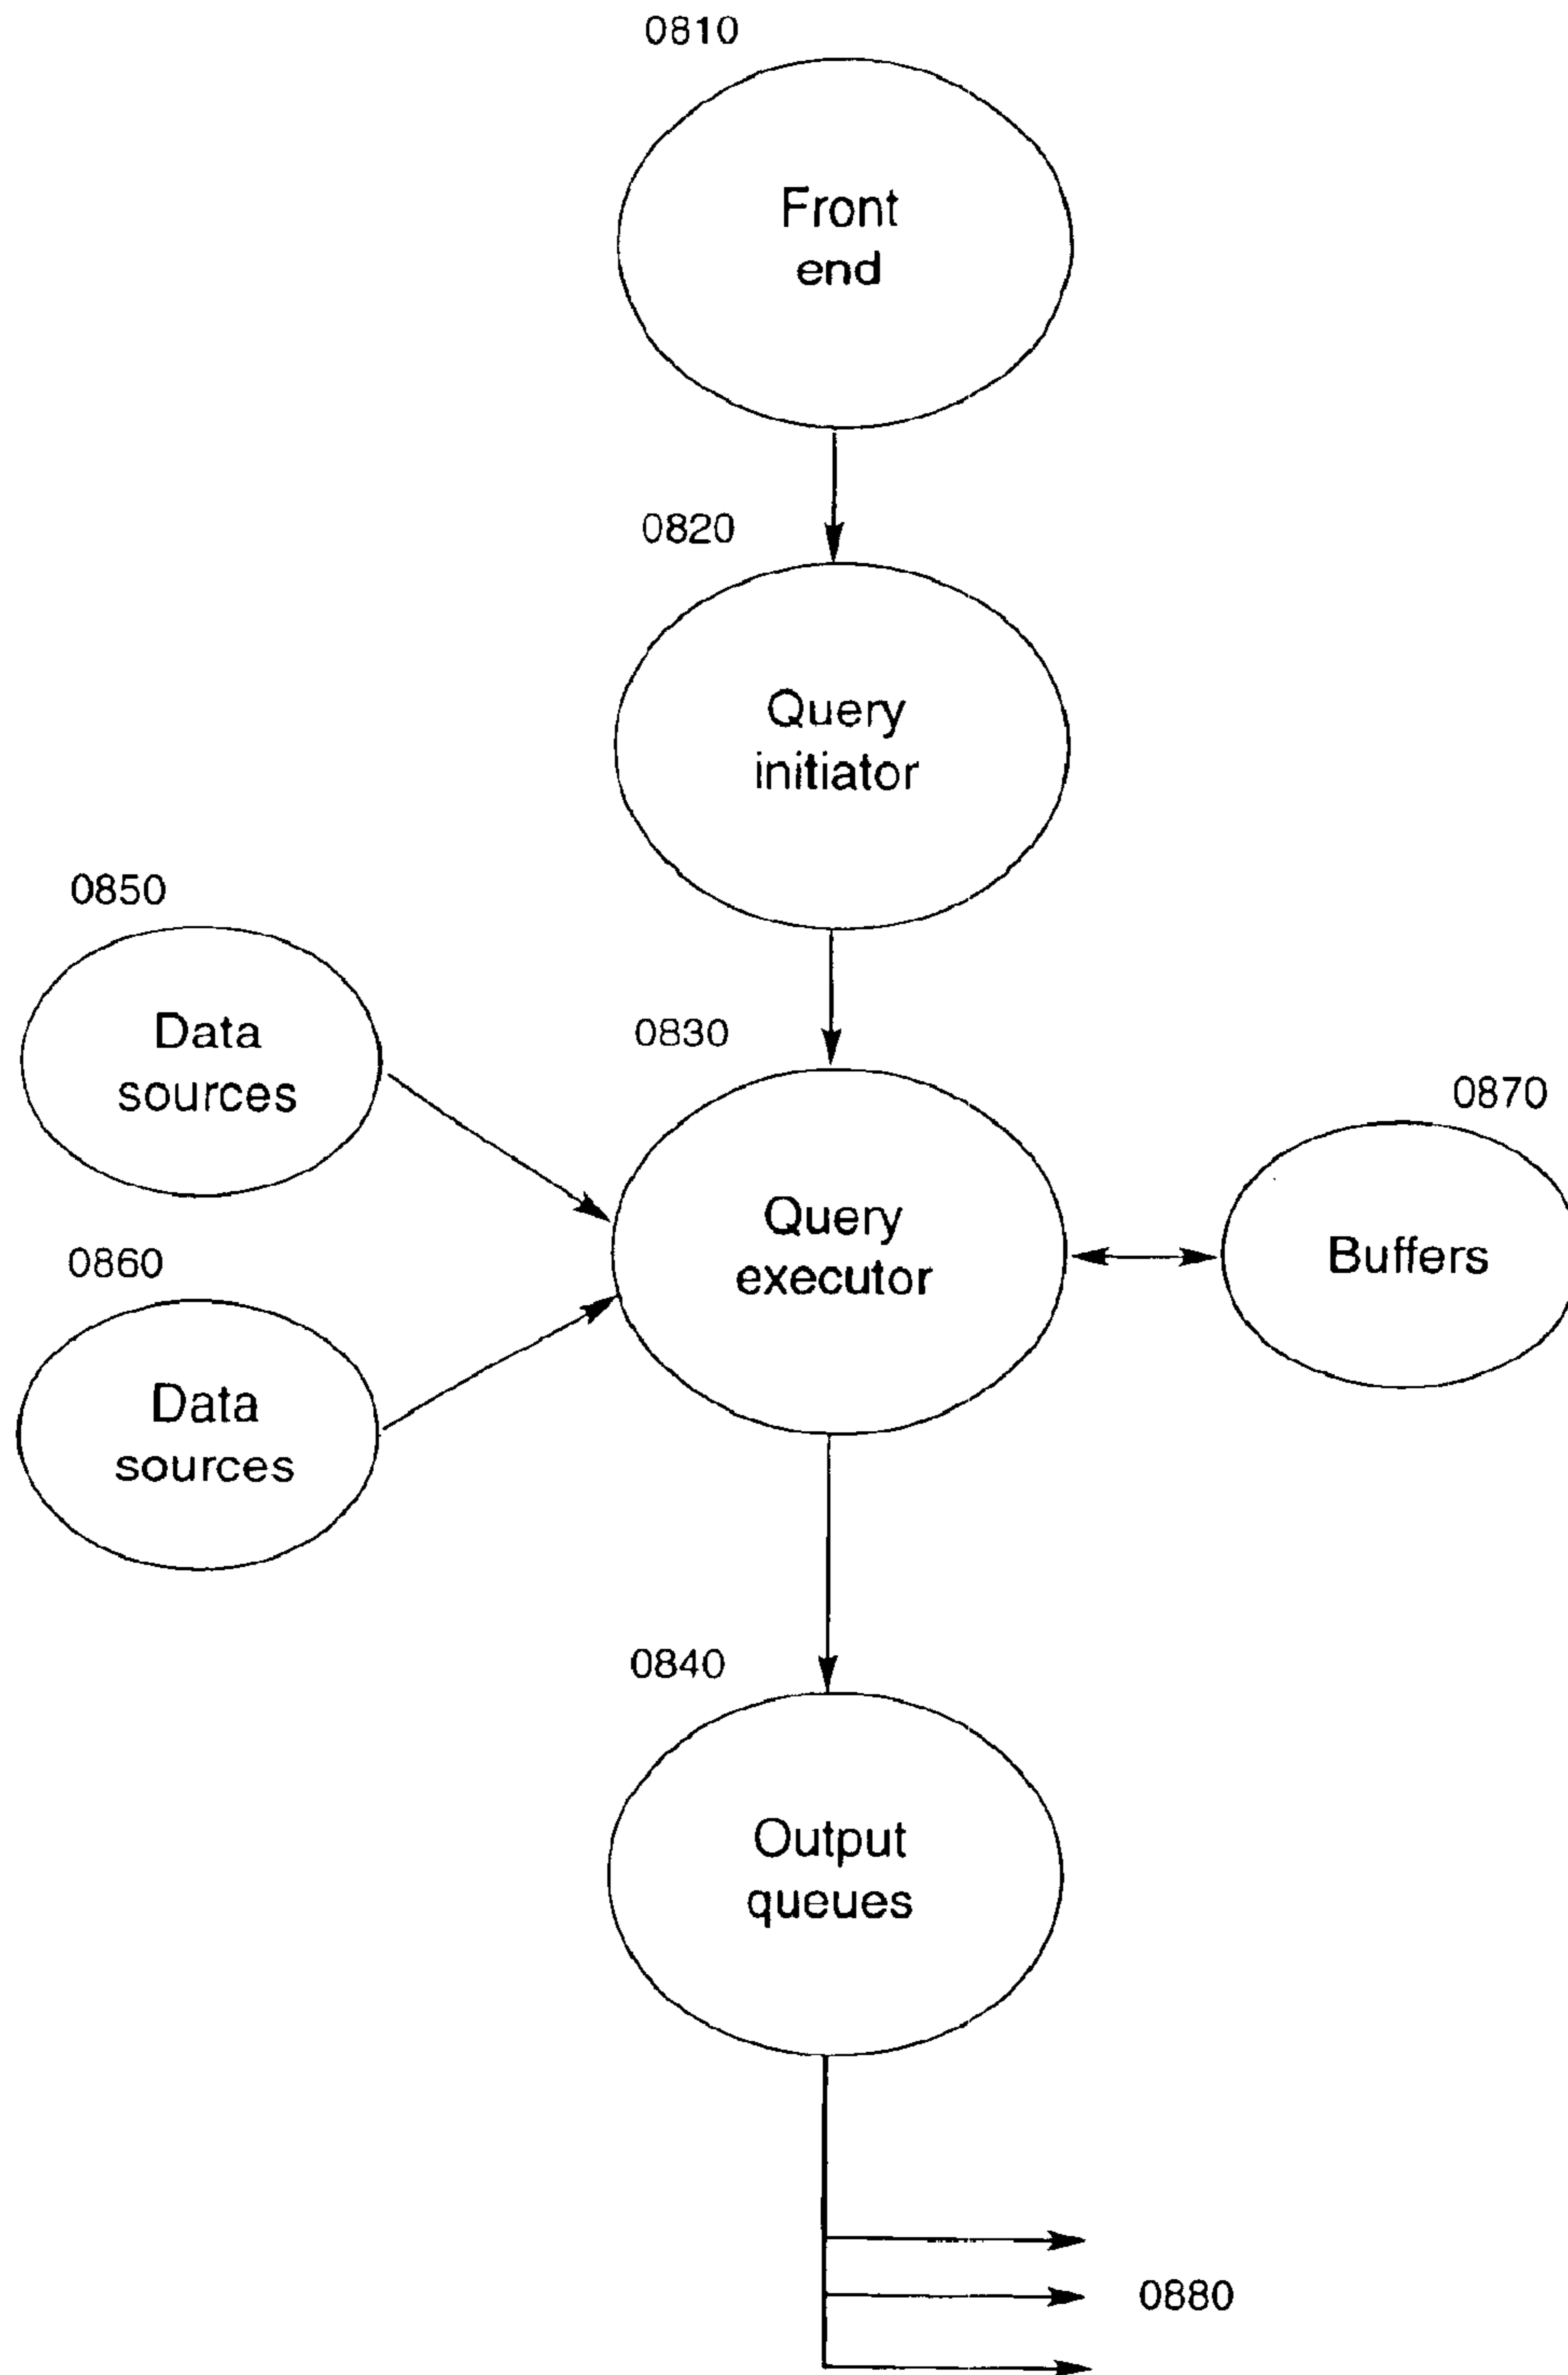 0810
Front
end
0820
Query
initiator
0850
Data
sources
0830
Query
executor
0870
Buffers
0860
Data
sources
0840
Output
queues
0880